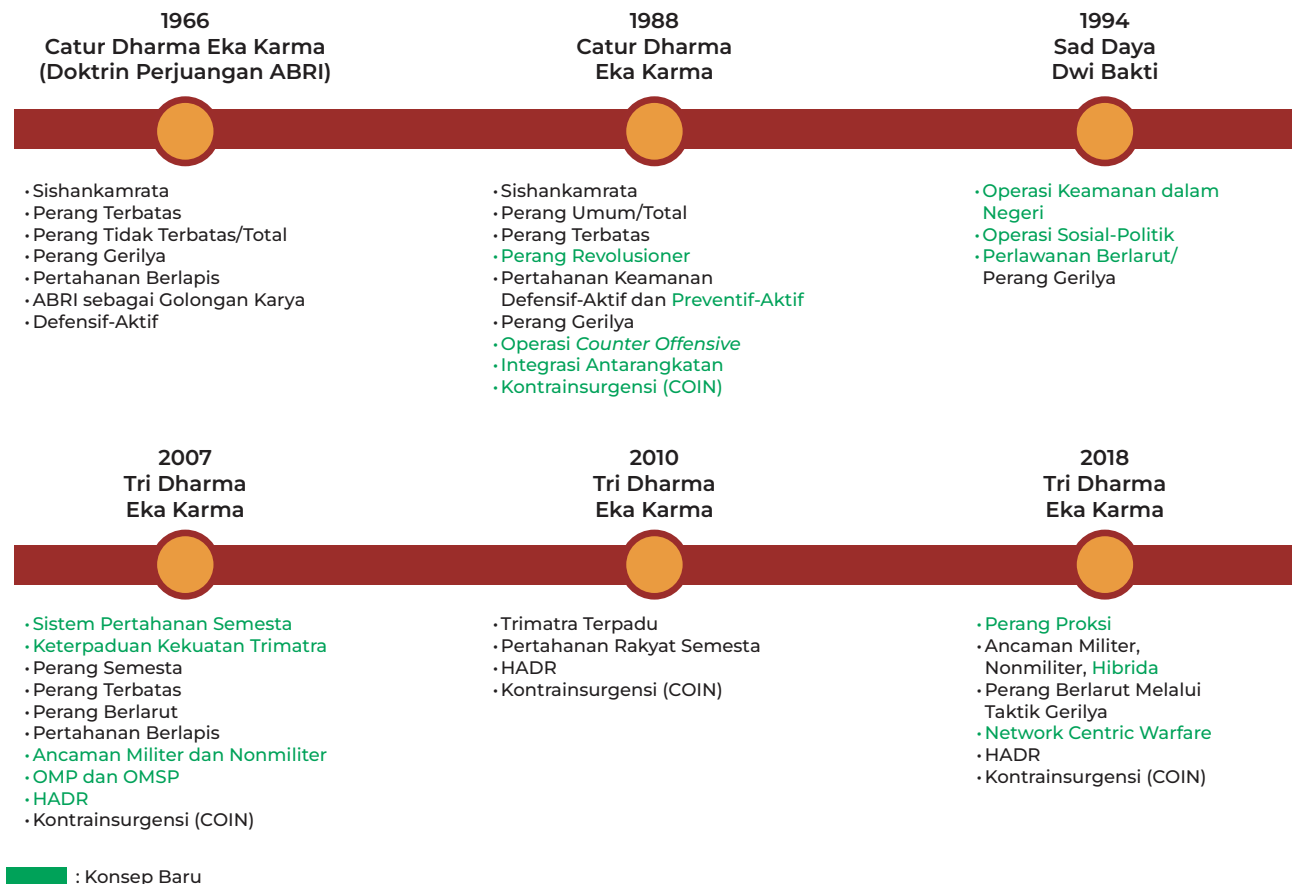 1966
Catur Dharma Eka Karma
(Doktrin Perjuangan ABRI)
·Sishankamrata
·Perang Terbatas
·Perang Tidak Terbatas/Total
·Perang Gerilya
·Pertahanan Berlapis
·ABRI sebagai Golongan Karya
·Defensif-Aktif
1988
Catur Dharma
Eka Karma
·Sishankamrata
·Perang Umum/Total
·Perang Terbatas
·Perang Revolusioner
·Pertahanan Keamanan
Defensif-Aktif dan Preventif-Aktif
·Perang Gerilya
·Operasi Counter Offensive
·Integrasi Antarangkatan
·Kontrainsurgensi (COIN)
1994
Sad Daya
Dwi Bakti
·Operasi Keamanan dalam
Negeri
·Operasi Sosial-Politik
·Perlawanan Berlarut/
Perang Gerilya
2007
Tri Dharma
Eka Karma
·Sistem Pertahanan Semesta
·Keterpaduan Kekuatan Trimatra
·Perang Semesta
·Perang Terbatas
·Perang Berlarut
·Pertahanan Berlapis
·Ancaman Militer dan Nonmiliter
·OMP dan OMSP
·HADR
·Kontrainsurgensi (COIN)
2010
Tri Dharma
Eka Karma
·Trimatra Terpadu
·Pertahanan Rakyat Semesta
·HADR
·Kontrainsurgensi (COIN)
2018
Tri Dharma
Eka Karma
·Perang Proksi
·Ancaman Militer,
Nonmiliter, Hibrida
·Perang Berlarut Melalui
Taktik Gerilya
·Network Centric Warfare
·HADR
·Kontrainsurgensi (COIN)
: Konsep Baru